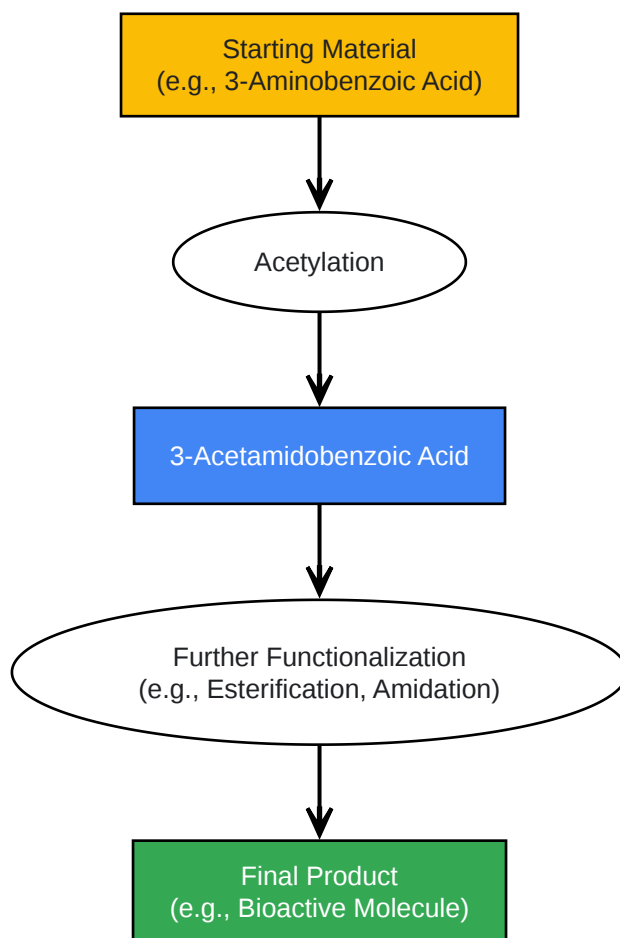 Starting Material
(e.g., 3-Aminobenzoic Acid)
Acetylation
3-Acetamidobenzoic Acid
Further Functionalization
(e.g., Esterification, Amidation)
Final Product
(e.g., Bioactive Molecule)